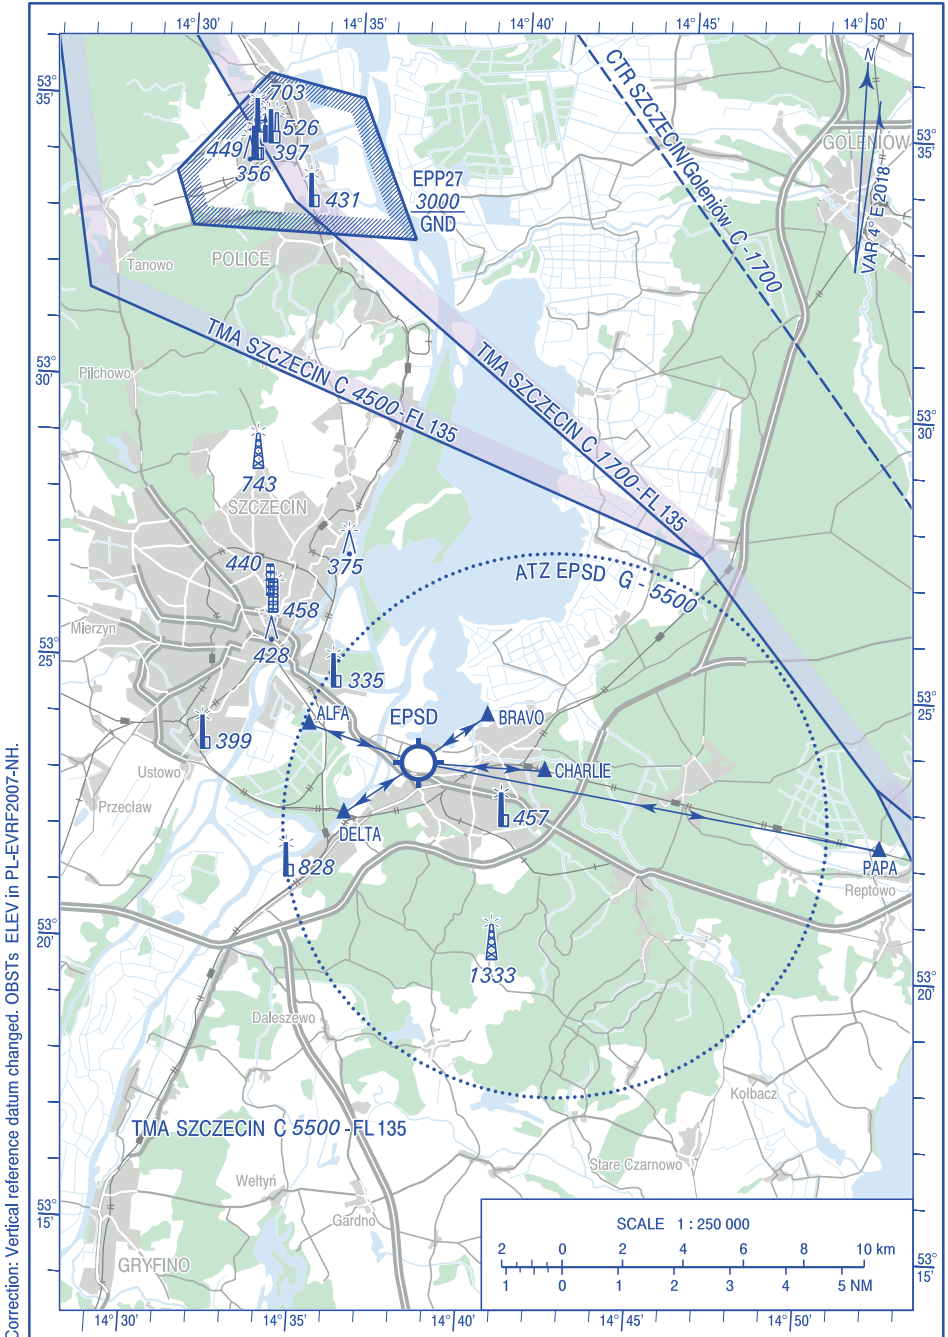 14° 30' 14° 35' 14° 40' 14° 45' 14° 50'
53° 35'
703
526
449
397
356
431
EPP27
3000
GND
CTR SZCZECIN/Goleniów C -1700
N
GOLENIÓW
53° 35'
VAR 4° E 2018
Tanowo
POLICE
TMA SZCZECIN C 4500-FL135
TMA SZCZECIN C 1700-FL135
53° 30'
Pilchowo
53° 30'
743
SZCZECIN
375
440
458
428
ATZ EPSD G - 5500
Mierzyn
53° 25'
335
53° 25'
ALFA
EPSD
BRAVO
399
CHARLIE
Ustowo
Przecław
457
DELTA
828
PAPA
Reptowo
53° 20'
1333
53° 20'
Daleszewo
Kołbacz
TMA SZCZECIN C 5500-FL135
Stare Czarnowo
Wełtyń
Gardno
53° 15'
GRYFINO
SCALE 1 : 250 000
2 0 2 4 6 8 10 km
1 0 1 2 3 4 5 NM
53° 15'
14° 30' 14° 35' 14° 40' 14° 45' 14° 50'
Correction: Vertical reference datum changed. OBSTs ELEV in PL-EVRF2007-NH.